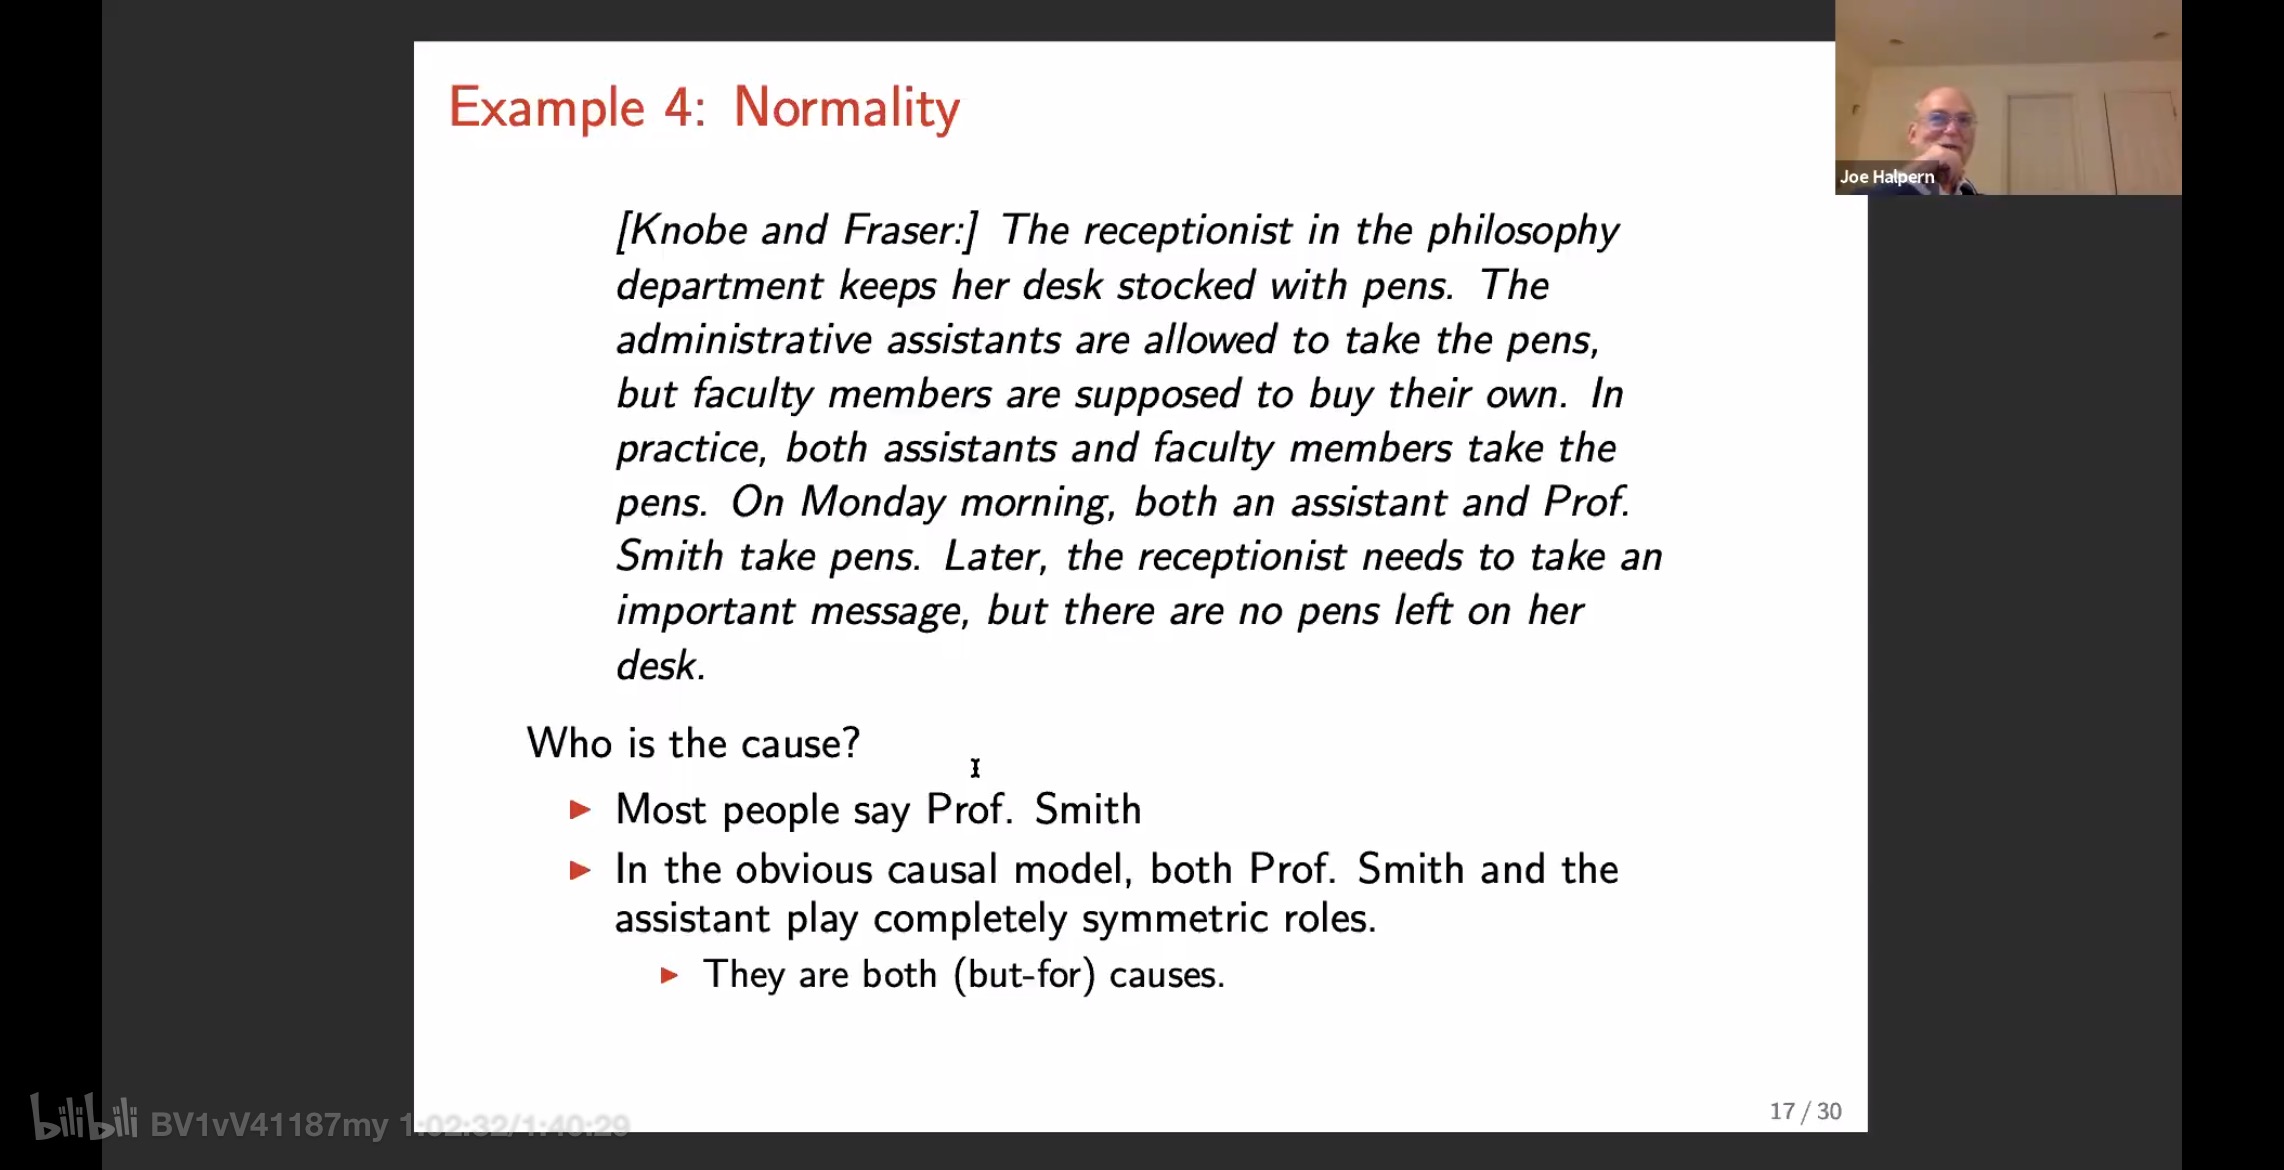 Example 4: Normality
Joe Halpern
[Knobe and Fraser:] The receptionist in the philosophy
department keeps her desk stocked with pens. The
administrative assistants are allowed to take the pens,
but faculty members are supposed to buy their own. In
practice, both assistants and faculty members take the
pens. On Monday morning, both an assistant and Prof.
Smith take pens. Later, the receptionist needs to take an
important message, but there are no pens left on her
desk.
Who is the cause?
▶ Most people say Prof. Smith
▶ In the obvious causal model, both Prof. Smith and the
assistant play completely symmetric roles.
▶ They are both (but-for) causes.
17 / 30
bilibili BV1vV41187my 1:02:32/1:40:29